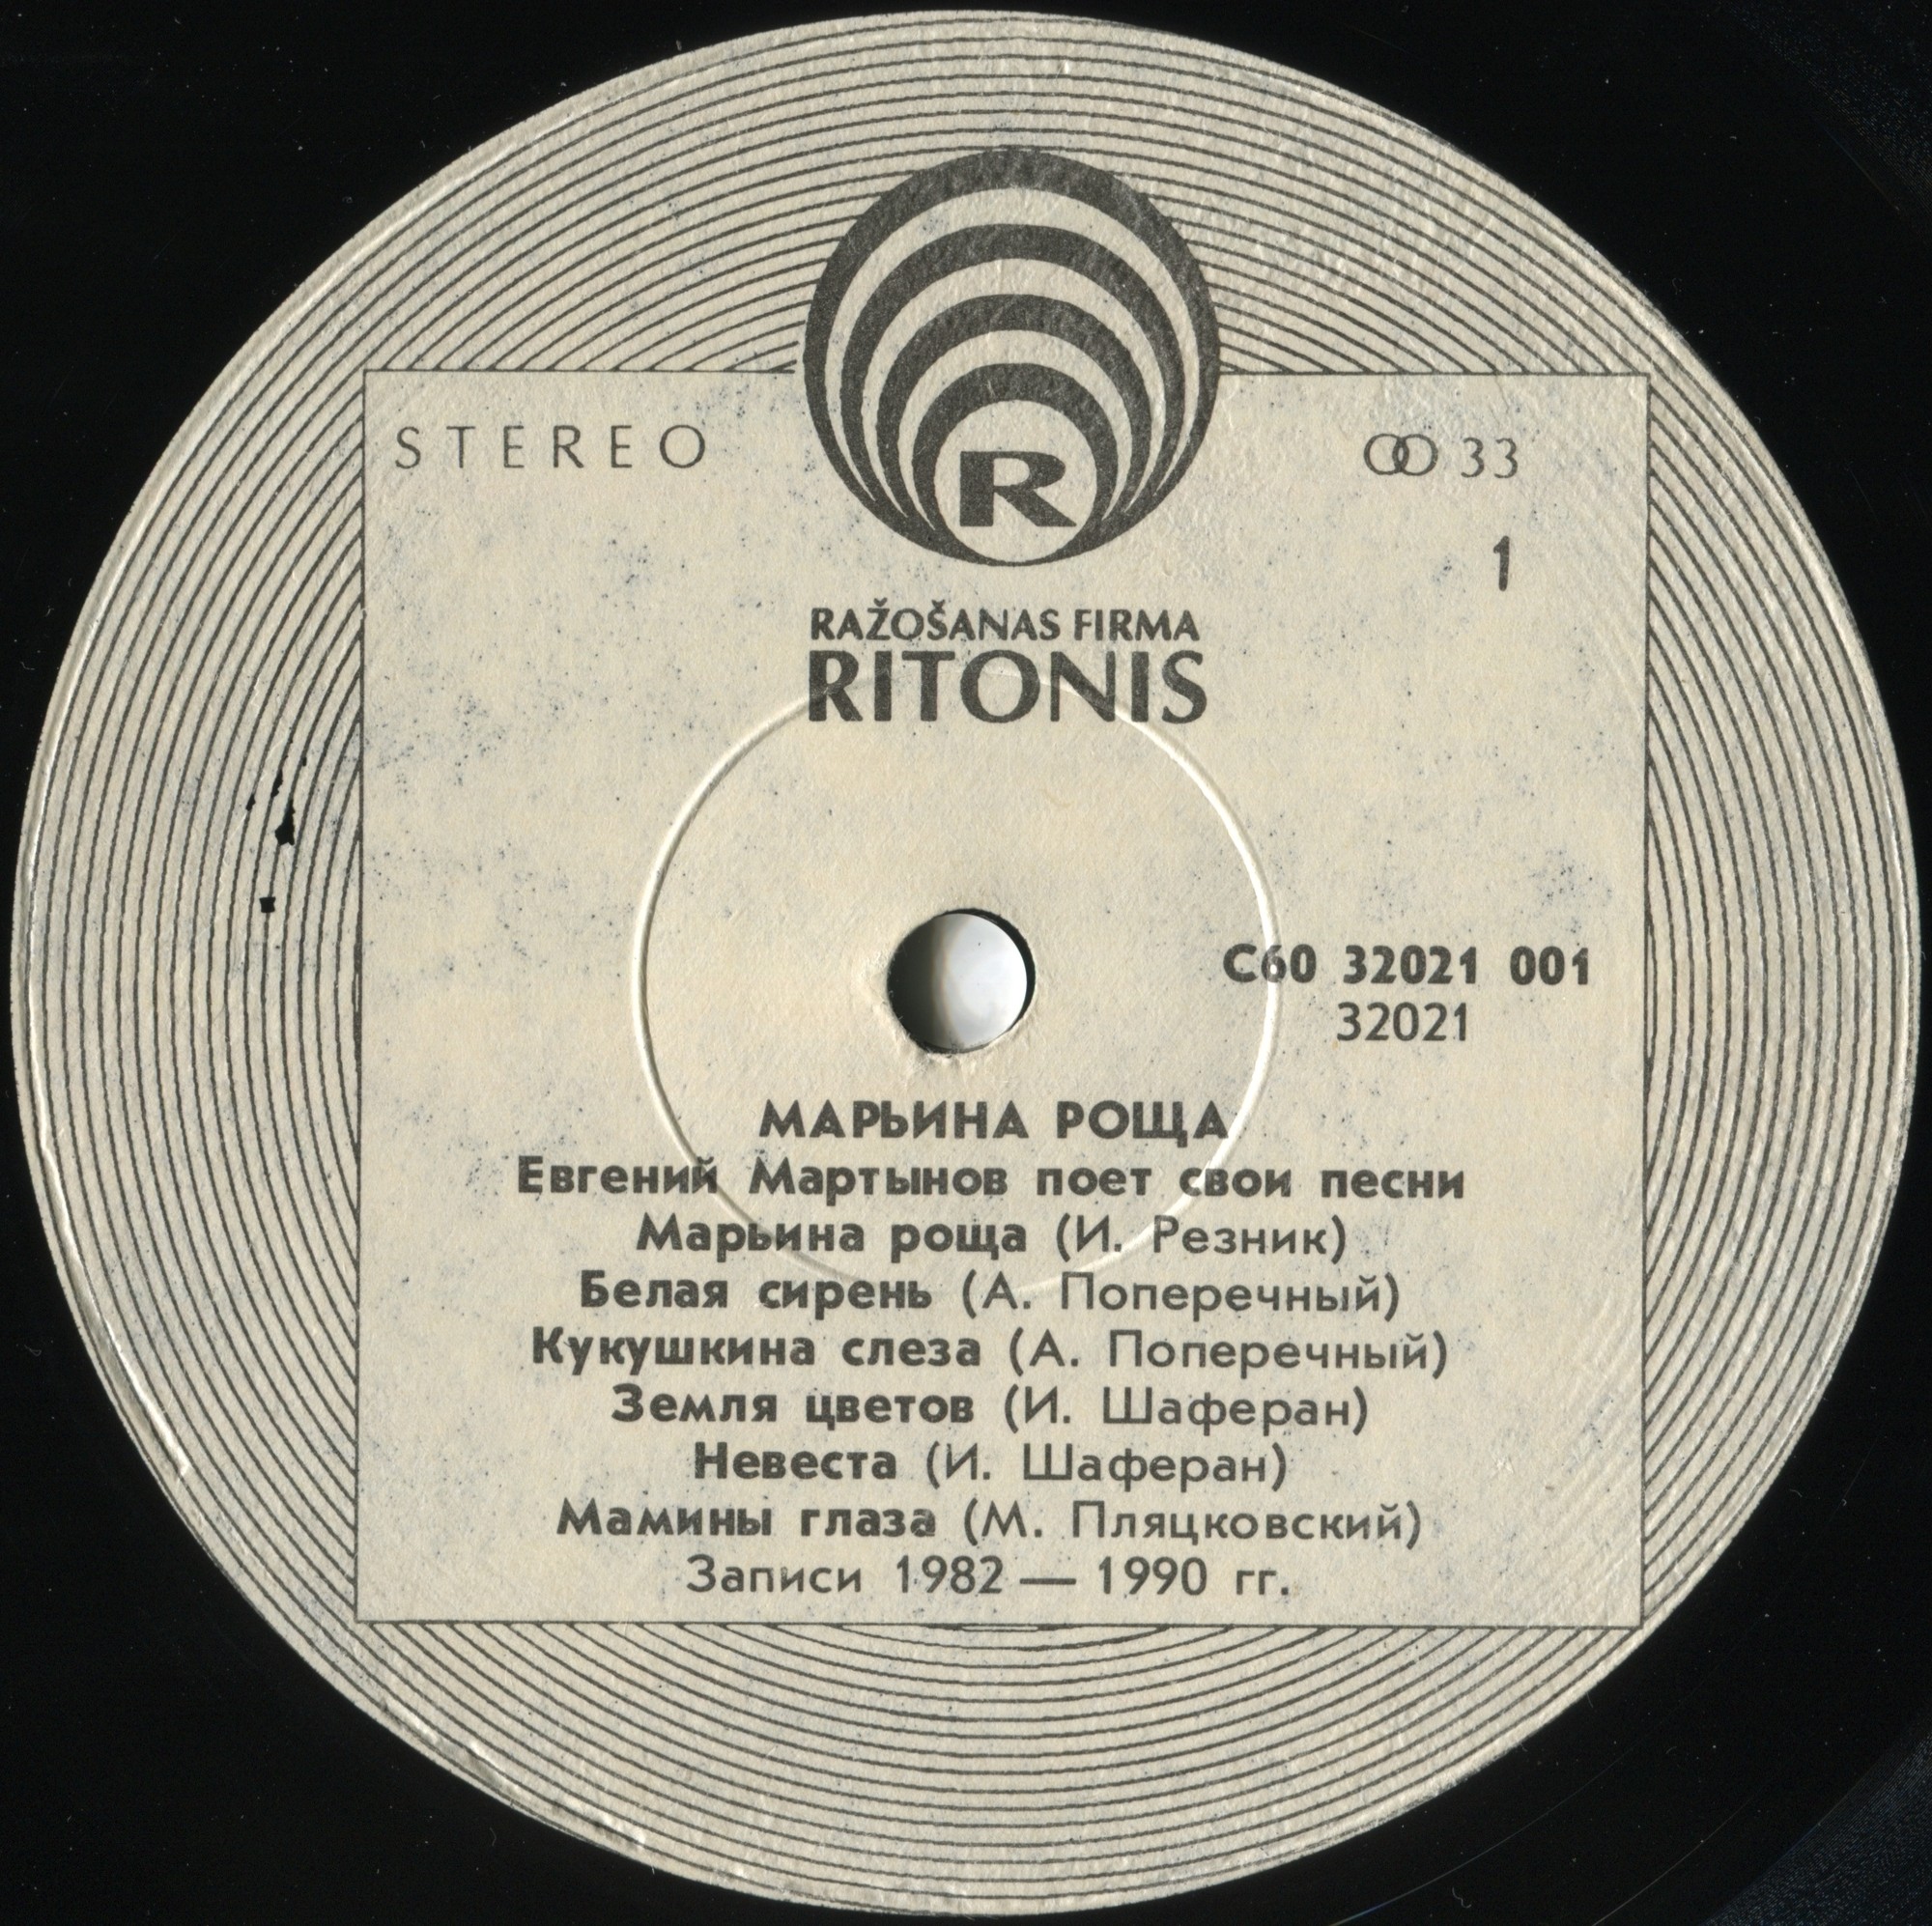 STEREO
33
1
R
RAŽOŠANAS FIRMA
RITONIS
С60 32021 001
32021
МАРЬИНА РОЩА
Евгений Мартынов поет свои песни
Марьина роща (И. Резник)
Белая сирень (А. Поперечный)
Кукушкина слеза (А. Поперечный)
Земля цветов (И. Шаферан)
Невеста (И. Шаферан)
Мамины глаза (М. Пляцковский)
Записи 1982 — 1990 гг.